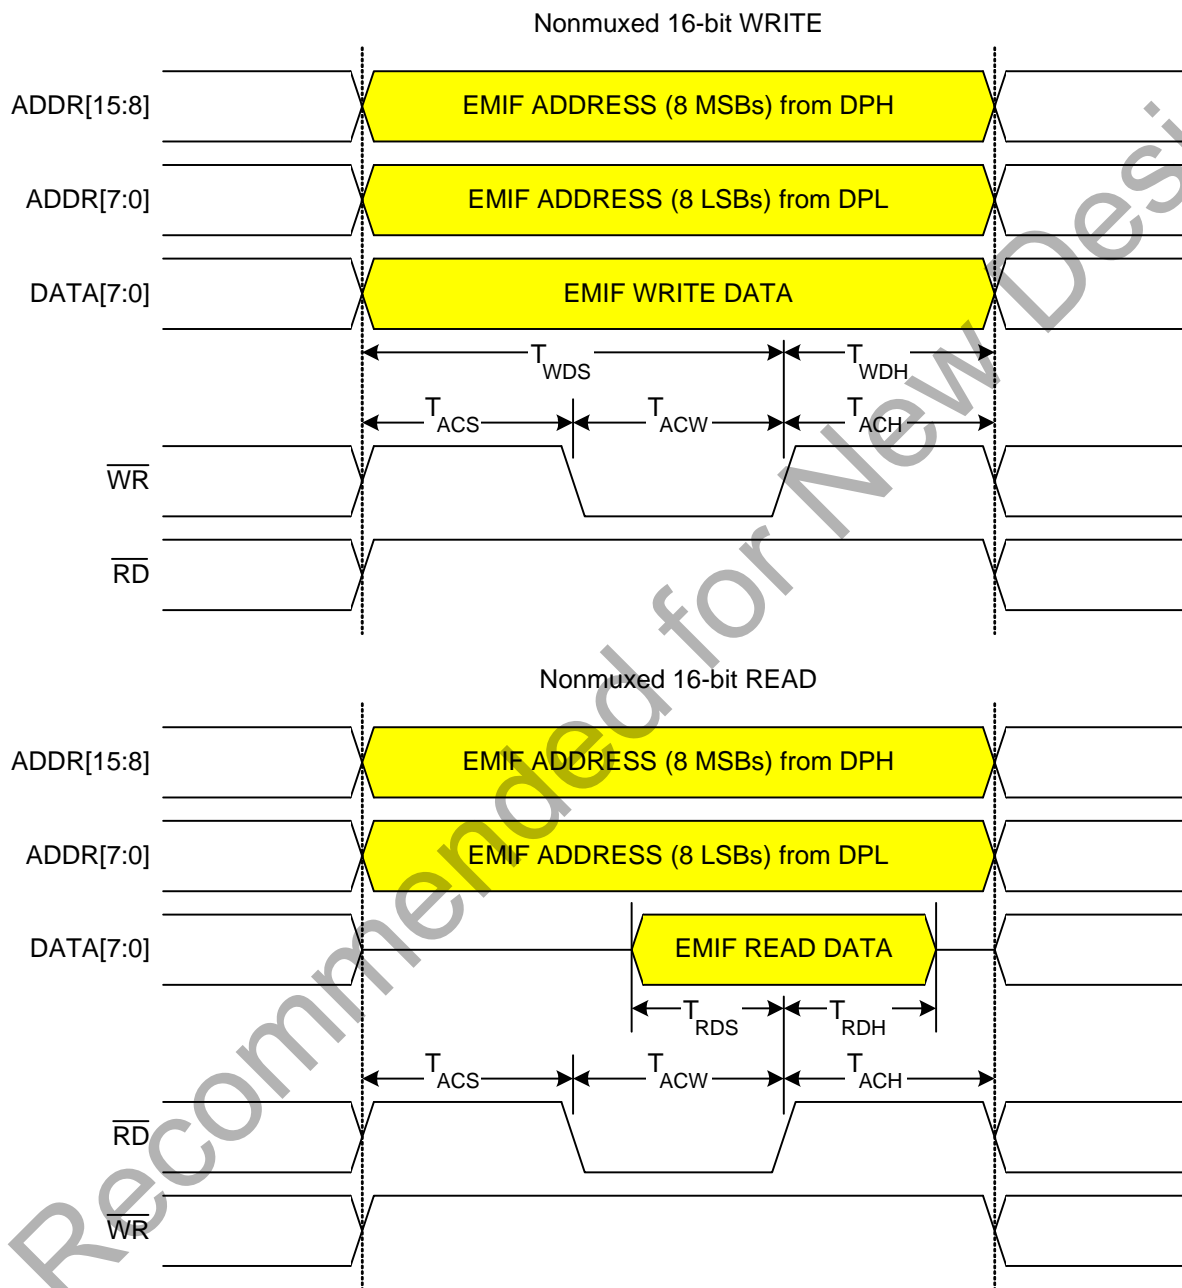 Nonmuxed 16-bit WRITE
ADDR[15:8]
EMIF ADDRESS (8 MSBs) from DPH
ADDR[7:0]
EMIF ADDRESS (8 LSBs) from DPL
DATA[7:0]
EMIF WRITE DATA
TWDS TWDH
TACS TACW TACH
WR
RD
Nonmuxed 16-bit READ
ADDR[15:8]
EMIF ADDRESS (8 MSBs) from DPH
ADDR[7:0]
EMIF ADDRESS (8 LSBs) from DPL
DATA[7:0]
EMIF READ DATA
TRDS TRDH
TACS TACW TACH
RD
WR
Recommended for New Desi